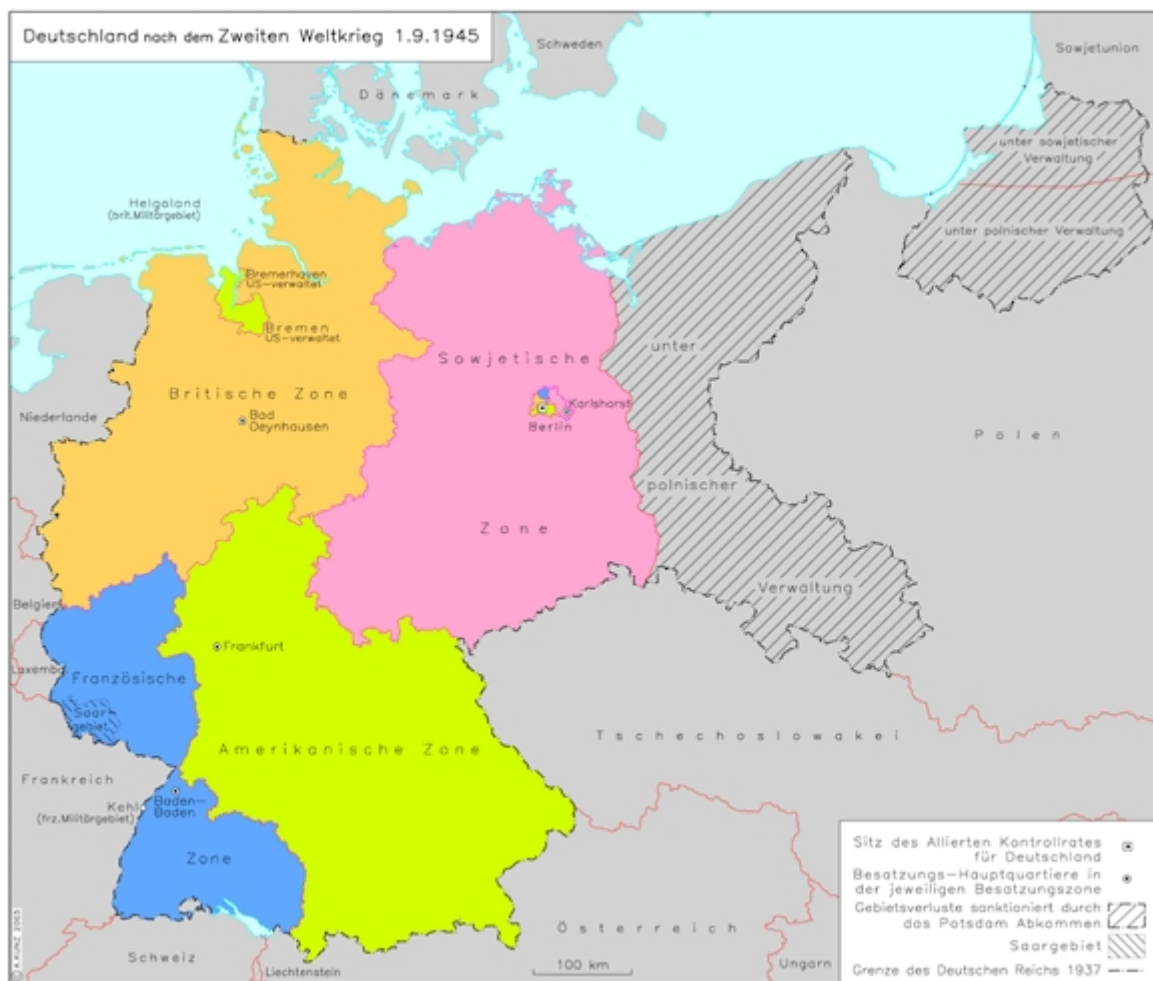 Deutschland nach dem Zweiten Weltkrieg 1.9.1945
Schweden
Sowjetunion
Dänemark
unter sowjetischer
Verwaltung
Helgoland
(brit.Militärgebiet)
unter polnischer Verwaltung
Bremerhaven
US-verwaltet
Bremen
US-verwaltet
Sowjetische
unter
Britische Zone
Niederlande
Bad
Oeynhausen
Karlshorst
Berlin
Polen
polnischer
Zone
Verwaltung
Belgien
Frankfurt
Luxembg.
Französische
Saar-
gebiet
Amerikanische Zone
Tschechoslowakei
Frankreich
Baden-
Baden
Kehl
(frz.Militärgebiet)
Zone
Sitz des Allierten Kontrollrates
für Deutschland
Besatzungs-Hauptquartiere in
der jeweiligen Besatzungszone
Gebietsverluste sanktioniert durch
das Potsdam Abkommen
Saargebiet
Grenze des Deutschen Reichs 1937
Österreich
Schweiz
Liechtenstein
100 km
Ungarn
© A.KUNZ 2005